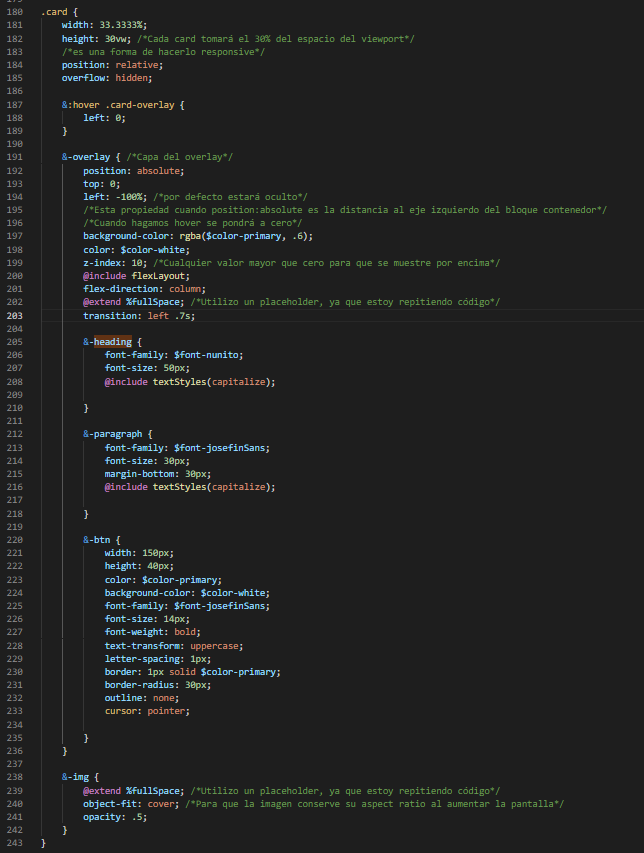 180 .card {
181 width: 33.3333%;
182 height: 30vw; /*Cada card tomará el 30% del espacio del viewport*/
183 /*es una forma de hacerlo responsive*/
184 position: relative;
185 overflow: hidden;
186
187 &:hover .card-overlay {
188 left: 0;
189 }
190
191 &-overlay { /*Capa del overlay*/
192 position: absolute;
193 top: 0;
194 left: -100%; /*por defecto estará oculto*/
195 /*Esta propiedad cuando position:absolute es la distancia al eje izquierdo del bloque contenedor*/
196 /*Cuando hagamos hover se pondrá a cero*/
197 background-color: rgba($color-primary, .6);
198 color: $color-white;
199 z-index: 10; /*Cualquier valor mayor que cero para que se muestre por encima*/
200 @include flexLayout;
201 flex-direction: column;
202 @extend %fullSpace; /*Utilizo un placeholder, ya que estoy repitiendo código*/
203 transition: left .7s;
204
205 &-heading {
206 font-family: $font-nunito;
207 font-size: 50px;
208 @include textStyles(capitalize);
209
210 }
211
212 &-paragraph {
213 font-family: $font-josefinSans;
214 font-size: 30px;
215 margin-bottom: 30px;
216 @include textStyles(capitalize);
217
218 }
219
220 &-btn {
221 width: 150px;
222 height: 40px;
223 color: $color-primary;
224 background-color: $color-white;
225 font-family: $font-josefinSans;
226 font-size: 14px;
227 font-weight: bold;
228 text-transform: uppercase;
229 letter-spacing: 1px;
230 border: 1px solid $color-primary;
231 border-radius: 30px;
232 outline: none;
233 cursor: pointer;
234
235 }
236 }
237
238 &-img {
239 @extend %fullSpace; /*Utilizo un placeholder, ya que estoy repitiendo código*/
240 object-fit: cover; /*Para que la imagen conserve su aspect ratio al aumentar la pantalla*/
241 opacity: .5;
242 }
243 }